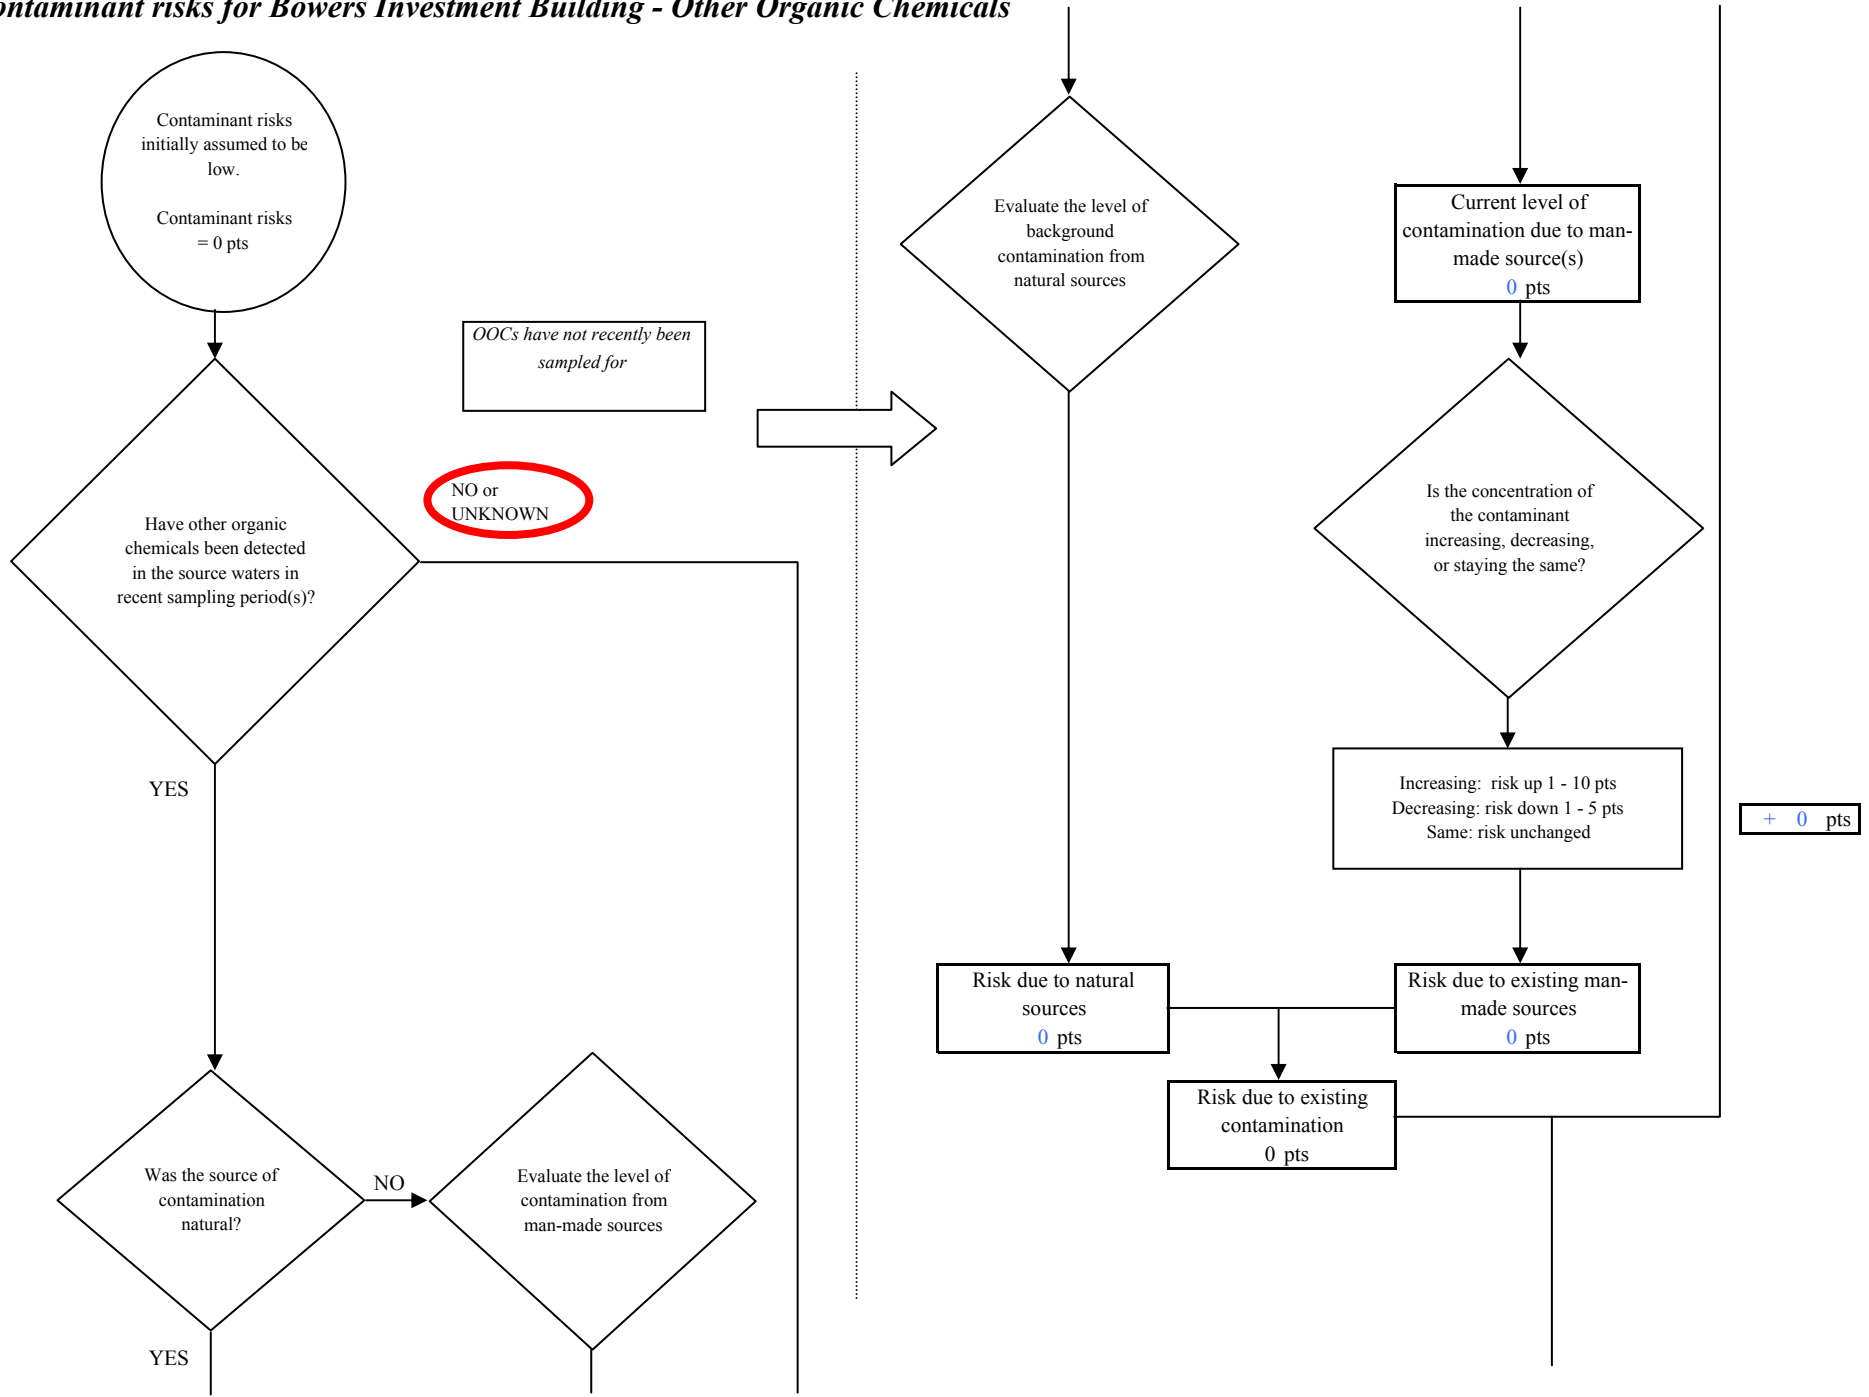 ontaminant risks for Bowers Investment Building - Other Organic Chemicals
Contaminant risks
initially assumed to be
low.
Contaminant risks
= 0 pts
OOCs have not recently been
sampled for
NO or
UNKNOWN
Have other organic
chemicals been detected
in the source waters in
recent sampling period(s)?
YES
Was the source of
contamination
natural?
NO
Evaluate the level of
contamination from
man-made sources
YES
Evaluate the level of
background
contamination from
natural sources
Current level of
contamination due to man-
made source(s)
0 pts
Is the concentration of
the contaminant
increasing, decreasing,
or staying the same?
Increasing: risk up 1 - 10 pts
Decreasing: risk down 1 - 5 pts
Same: risk unchanged
+ 0 pts
Risk due to natural
sources
0 pts
Risk due to existing man-
made sources
0 pts
Risk due to existing
contamination
0 pts